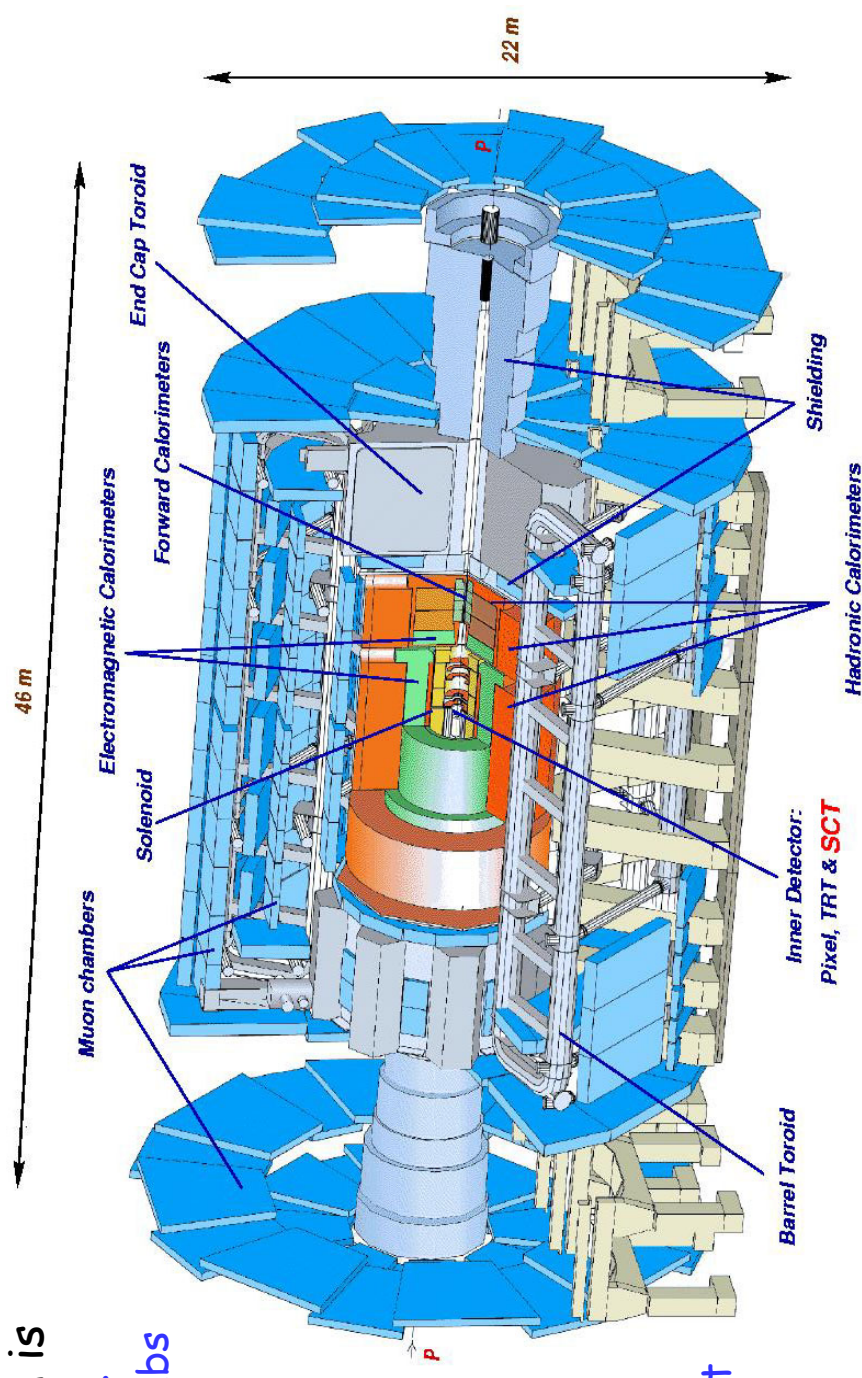 is
bs
t
46 m
22 m
Muon chambers
Solenoid
Electromagnetic Calorimeters
Forward Calorimeters
End Cap Toroid
P
P
Barrel Toroid
Inner Detector:
Pixel, TRT & SCT
Hadronic Calorimeters
Shielding